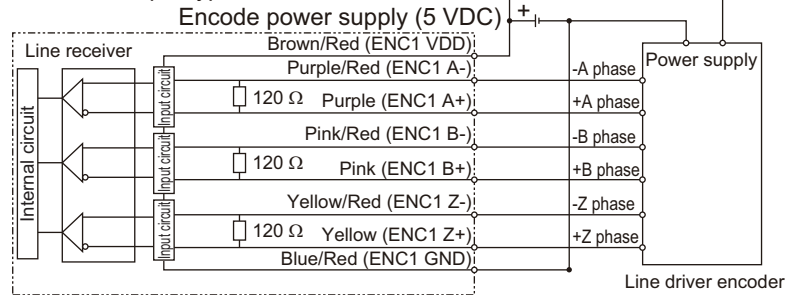 Encode power supply (5 VDC)
+
Line receiver
Brown/Red (ENC1 VDD)
Purple/Red (ENC1 A-)
-A phase
Power supply
Input circuit
120 Ω
Purple (ENC1 A+)
+A phase
Pink/Red (ENC1 B-)
-B phase
Internal circuit
Input circuit
120 Ω
Pink (ENC1 B+)
+B phase
Yellow/Red (ENC1 Z-)
-Z phase
Input circuit
120 Ω
Yellow (ENC1 Z+)
+Z phase
Blue/Red (ENC1 GND)
Line driver encoder